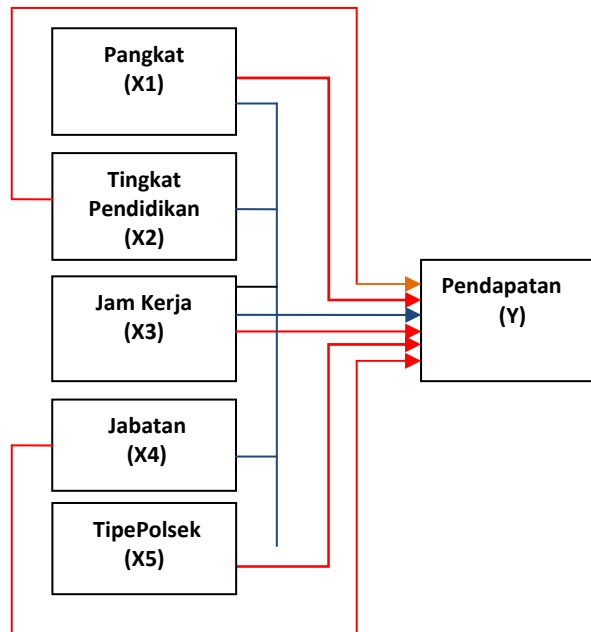 Pangkat
(X1)
Tingkat
Pendidikan
(X2)
Jam Kerja
(X3)
Jabatan
(X4)
TipePolsek
(X5)
Pendapatan
(Y)